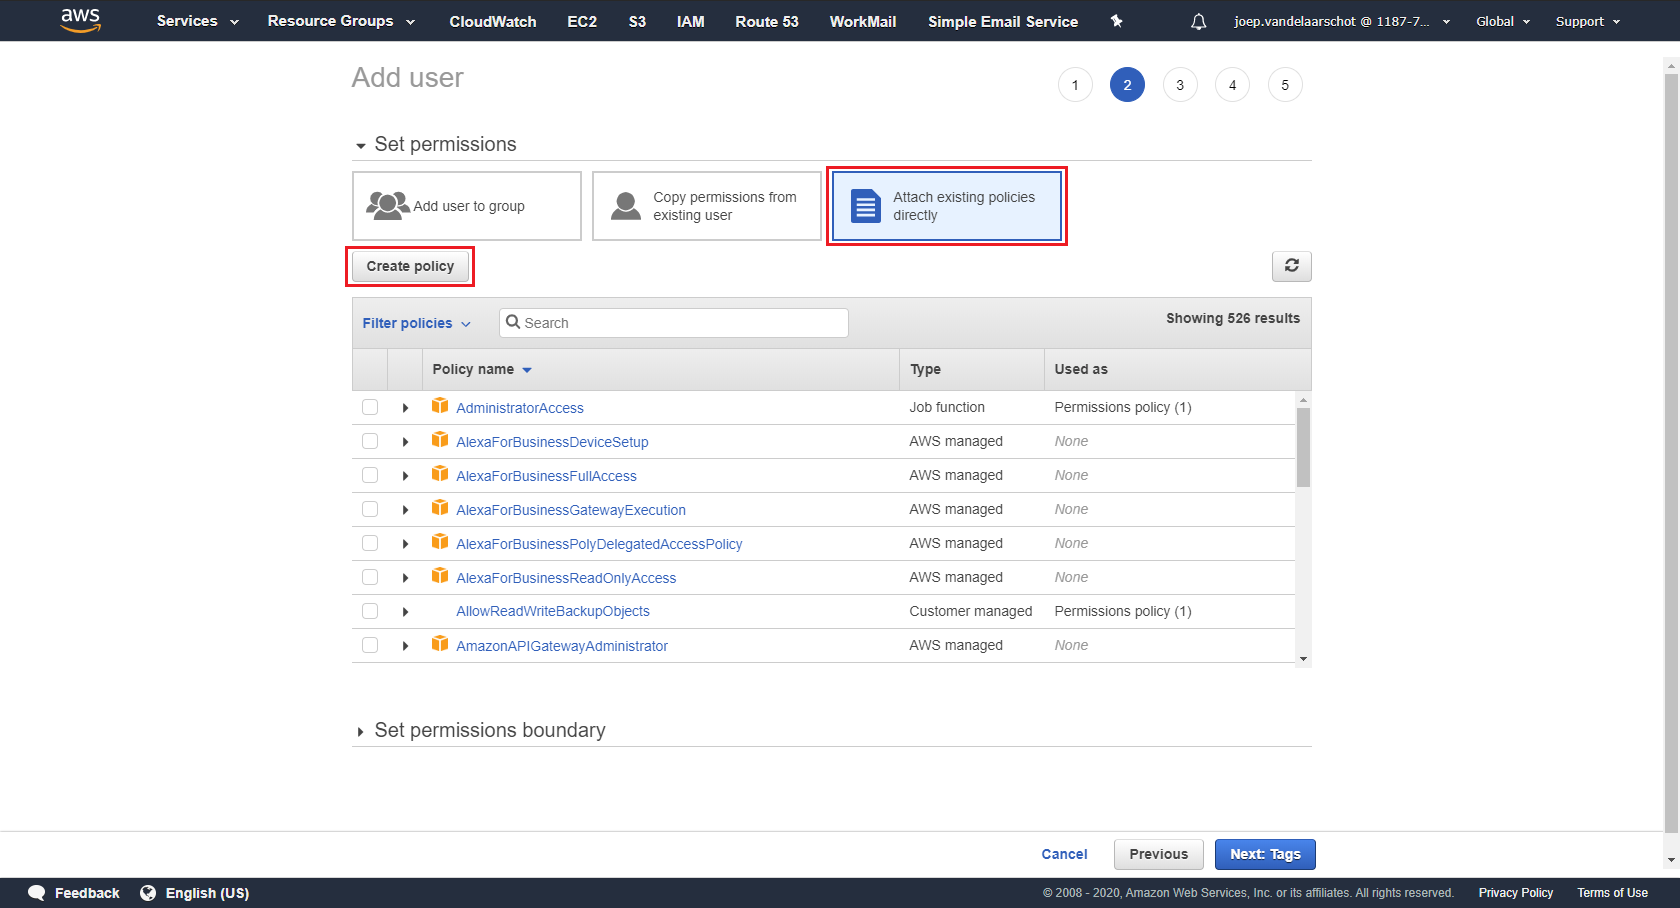 aws Services Resource Groups CloudWatch EC2 S3 IAM Route 53 WorkMail Simple Email Service joep.vandelaarschot @ 1187-7... Global Support
Add user 1 2 3 4 5
Set permissions
Add user to group
Copy permissions from
existing user
Attach existing policies
directly
Create policy
Filter policies Search Showing 526 results
Policy name Type Used as
AdministratorAccess Job function Permissions policy (1)
AlexaForBusinessDeviceSetup AWS managed None
AlexaForBusinessFullAccess AWS managed None
AlexaForBusinessGatewayExecution AWS managed None
AlexaForBusinessPolyDelegatedAccessPolicy AWS managed None
AlexaForBusinessReadOnlyAccess AWS managed None
AllowReadWriteBackupObjects Customer managed Permissions policy (1)
AmazonAPIGatewayAdministrator AWS managed None
Set permissions boundary
Cancel Previous Next: Tags
Feedback English (US) © 2008 - 2020, Amazon Web Services, Inc. or its affiliates. All rights reserved. Privacy Policy Terms of Use